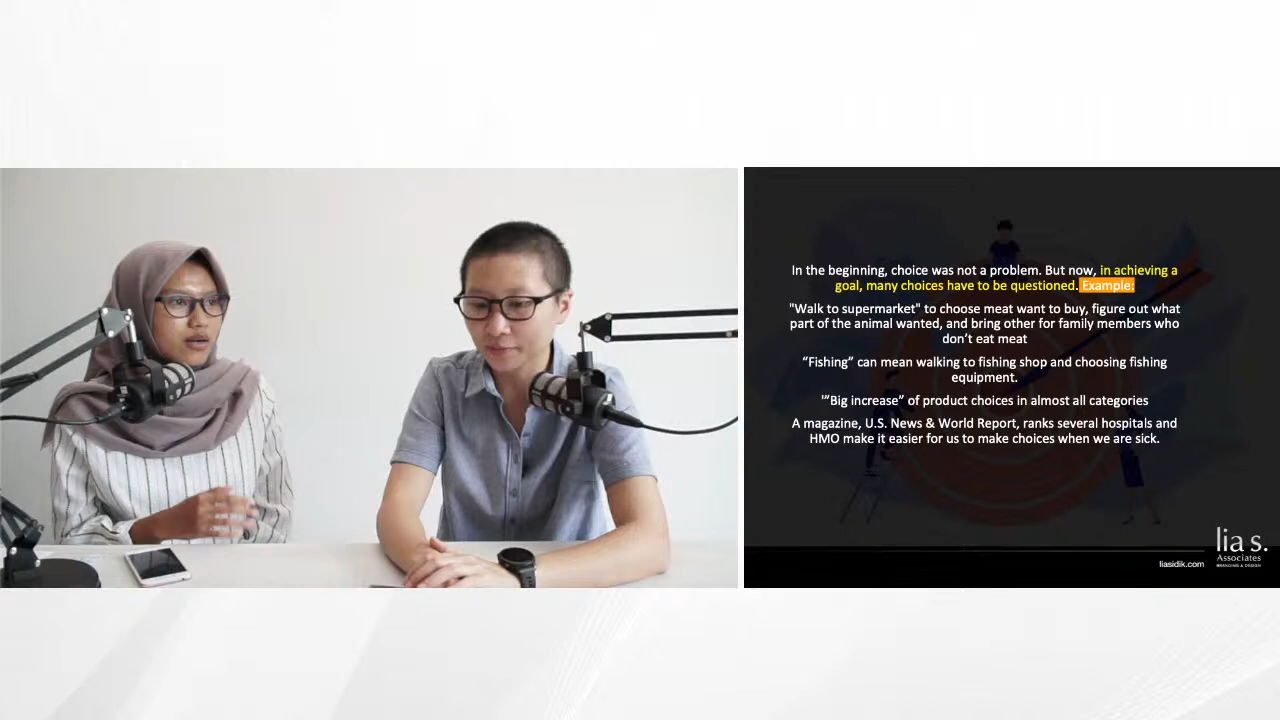 In the beginning, choice was not a problem. But now, in achieving a
goal, many choices have to be questioned. Example:
"Walk to supermarket" to choose meat want to buy, figure out what
part of the animal wanted, and bring other for family members who
don’t eat meat
“Fishing” can mean walking to fishing shop and choosing fishing
equipment.
'”Big increase” of product choices in almost all categories
A magazine, U.S. News & World Report, ranks several hospitals and
HMO make it easier for us to make choices when we are sick.
lia s.
Associates
BRANDING & DESIGN
liasidik.com